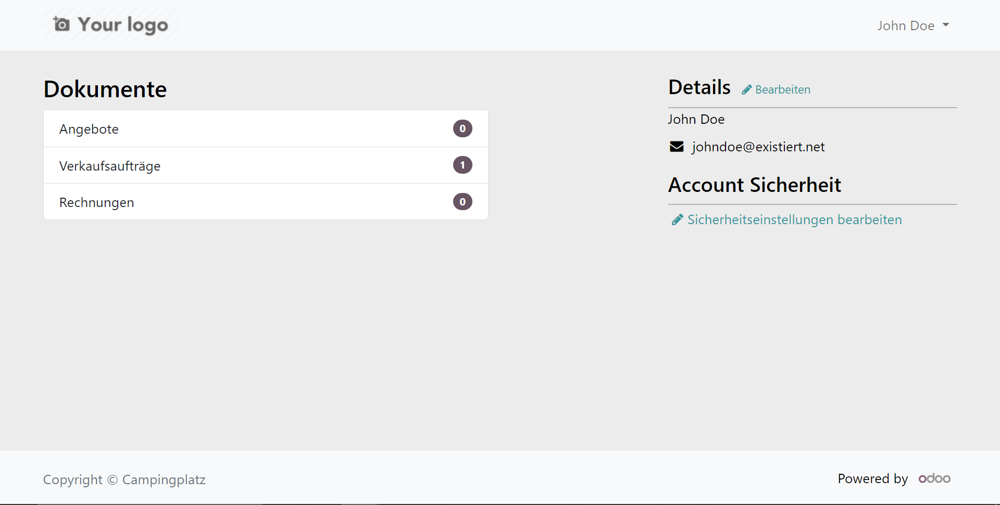 Your logo
John Doe
Dokumente
Angebote 0
Verkaufsaufträge 1
Rechnungen 0
Details Bearbeiten
John Doe
johndoe@existiert.net
Account Sicherheit
Sicherheitseinstellungen bearbeiten
Copyright © Campingplatz
Powered by odoo